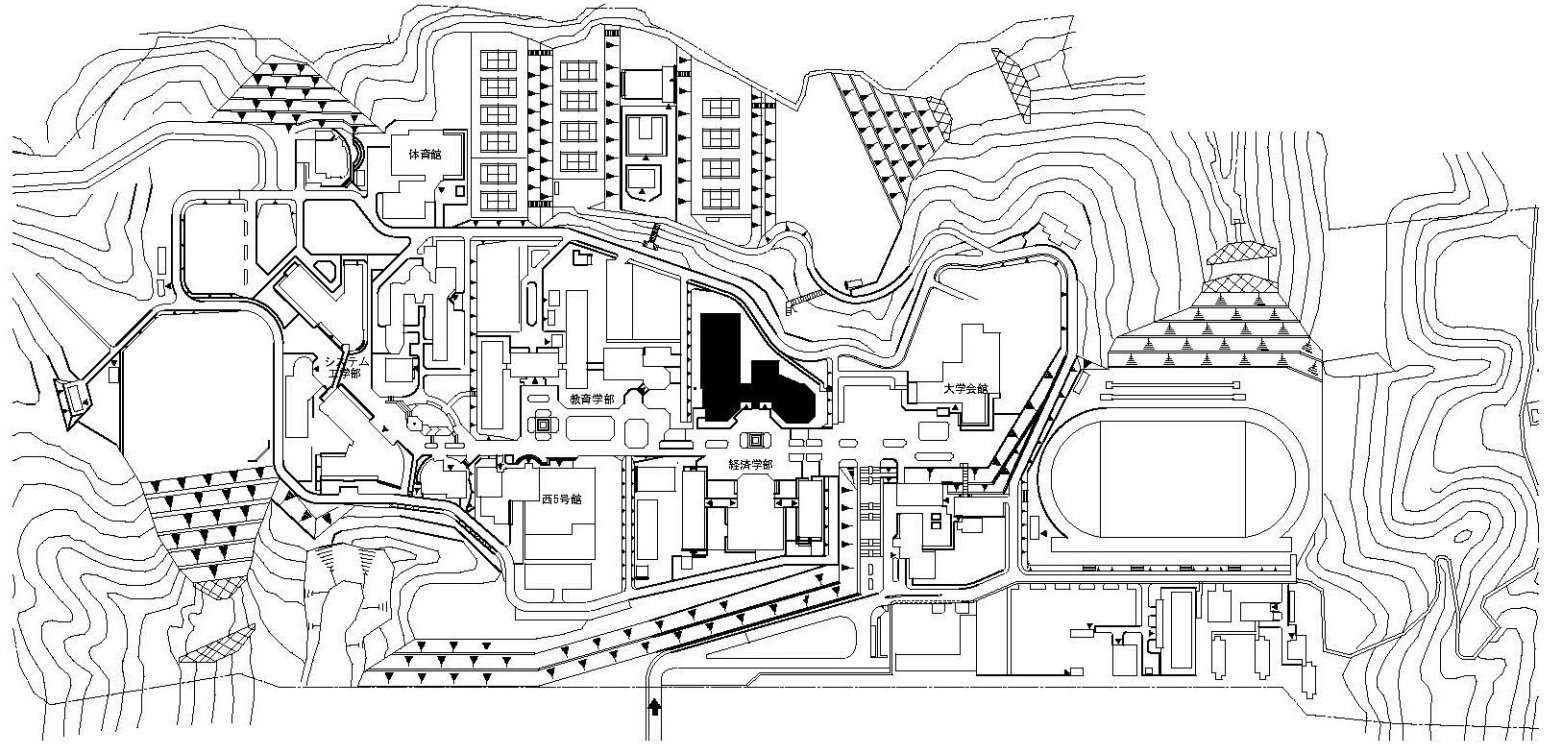 体育館
システム
工学部
教育学部
大学会館
経済学部
西5号館